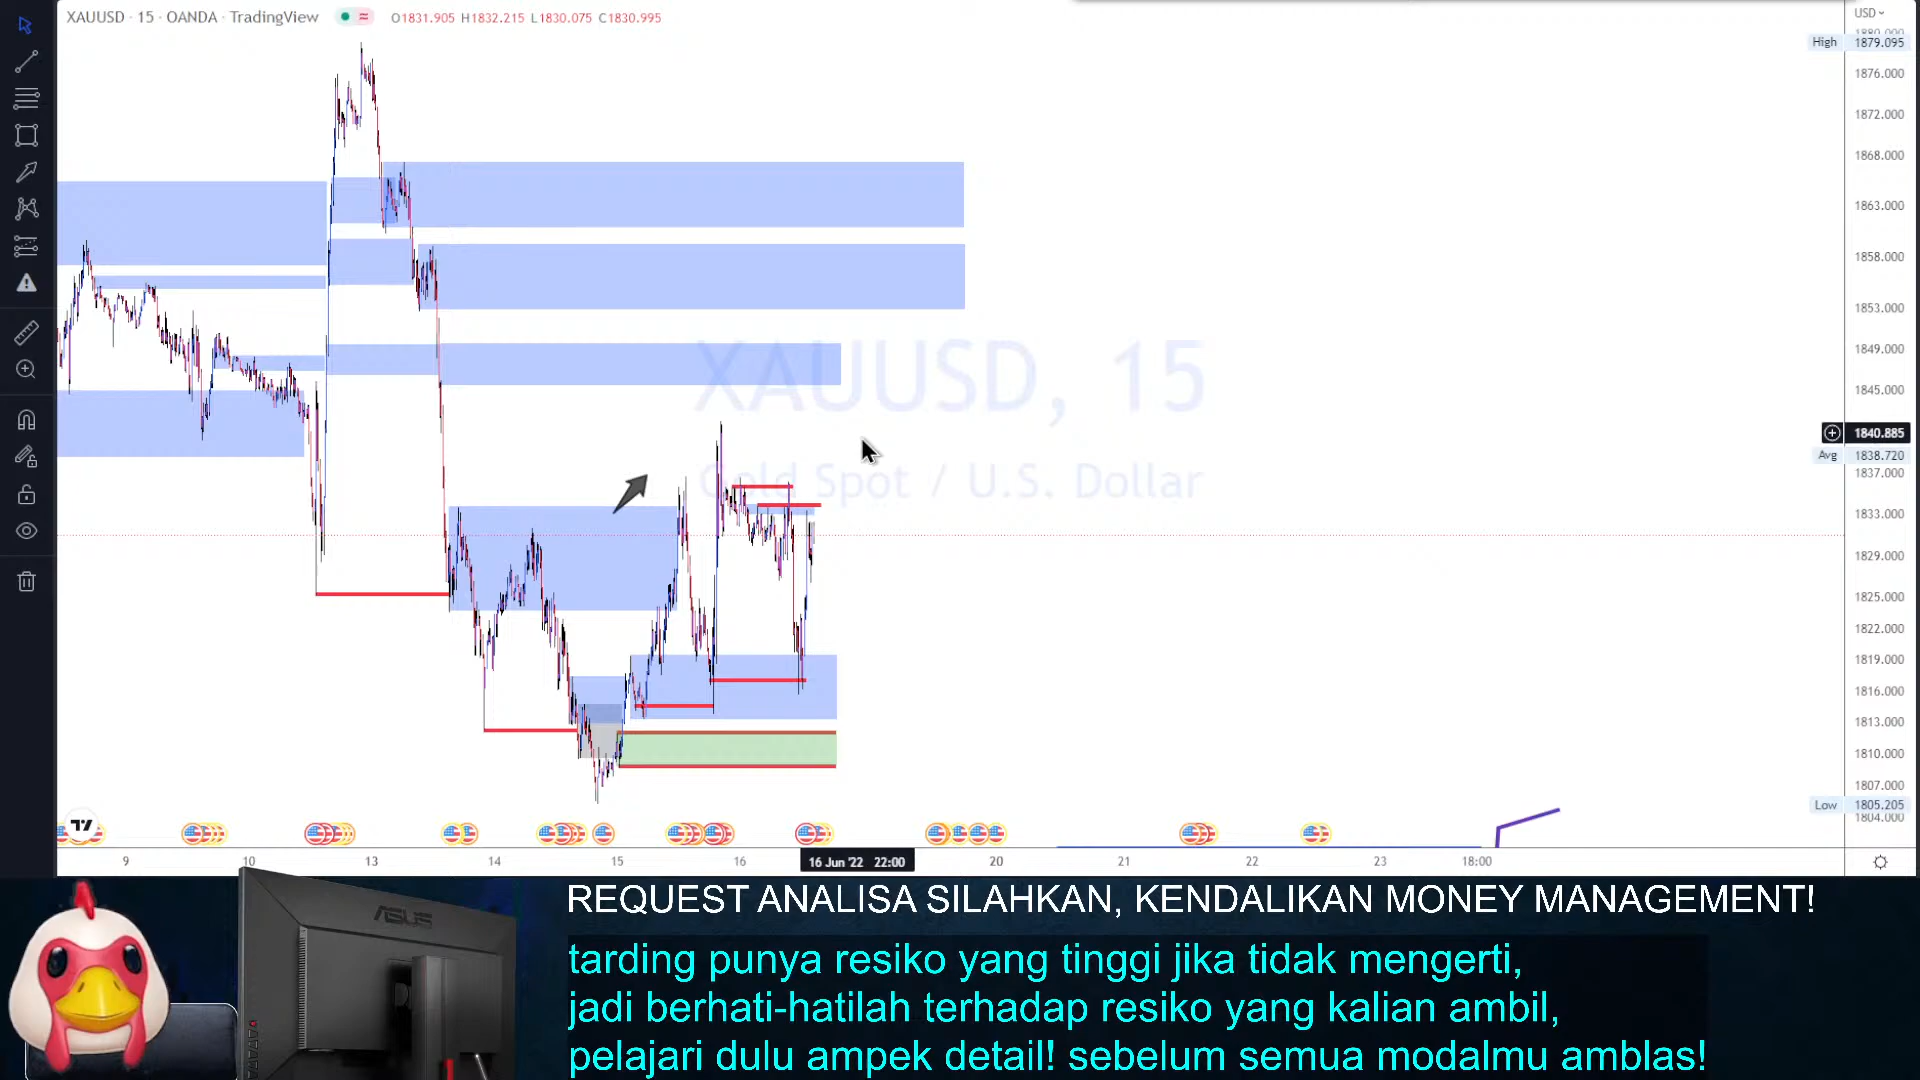 XAUUSD · 15 · OANDA · TradingView O1831.905 H1832.215 L1830.075 C1830.995
USD
1880.000
High 1879.095
1876.000
1872.000
1868.000
1863.000
1858.000
1853.000
1849.000
1845.000
1840.885
Avg 1838.720
1837.000
1833.000
1829.000
1825.000
1822.000
1819.000
1816.000
1813.000
1810.000
1807.000
Low 1805.205
1804.000
XAUUSD, 15
Gold Spot / U.S. Dollar
9 10 13 14 15 16 16 Jun '22 22:00 20 21 22 23 18:00
ASUS
REQUEST ANALISA SILAHKAN, KENDALIKAN MONEY MANAGEMENT!
tarding punya resiko yang tinggi jika tidak mengerti,
jadi berhati-hatilah terhadap resiko yang kalian ambil,
pelajari dulu ampek detail! sebelum semua modalmu amblas!